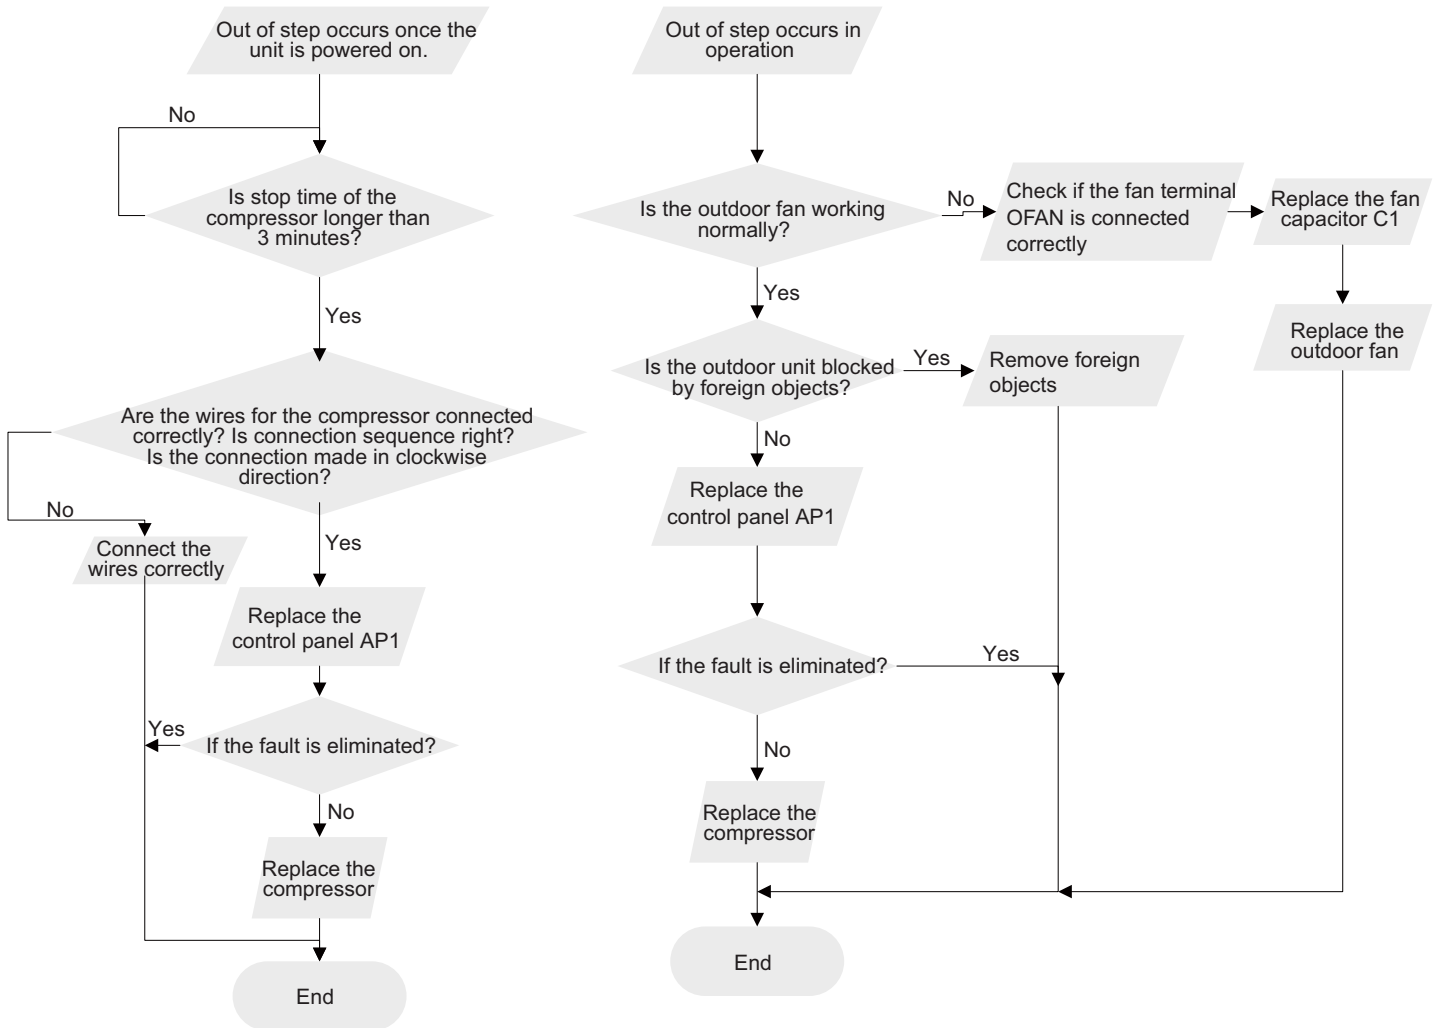 Out of step occurs once the
unit is powered on.
No
Is stop time of the
compressor longer than
3 minutes?
Yes
Are the wires for the compressor connected
correctly? Is connection sequence right?
Is the connection made in clockwise
direction?
No
Connect the
wires correctly
Yes
Replace the
control panel AP1
Yes
If the fault is eliminated?
No
Replace the
compressor
End
Out of step occurs in
operation
Is the outdoor fan working
normally?
No
Check if the fan terminal
OFAN is connected
correctly
Replace the fan
capacitor C1
Replace the
outdoor fan
Yes
Is the outdoor unit blocked
by foreign objects?
Yes
Remove foreign
objects
No
Replace the
control panel AP1
If the fault is eliminated?
Yes
No
Replace the
compressor
End